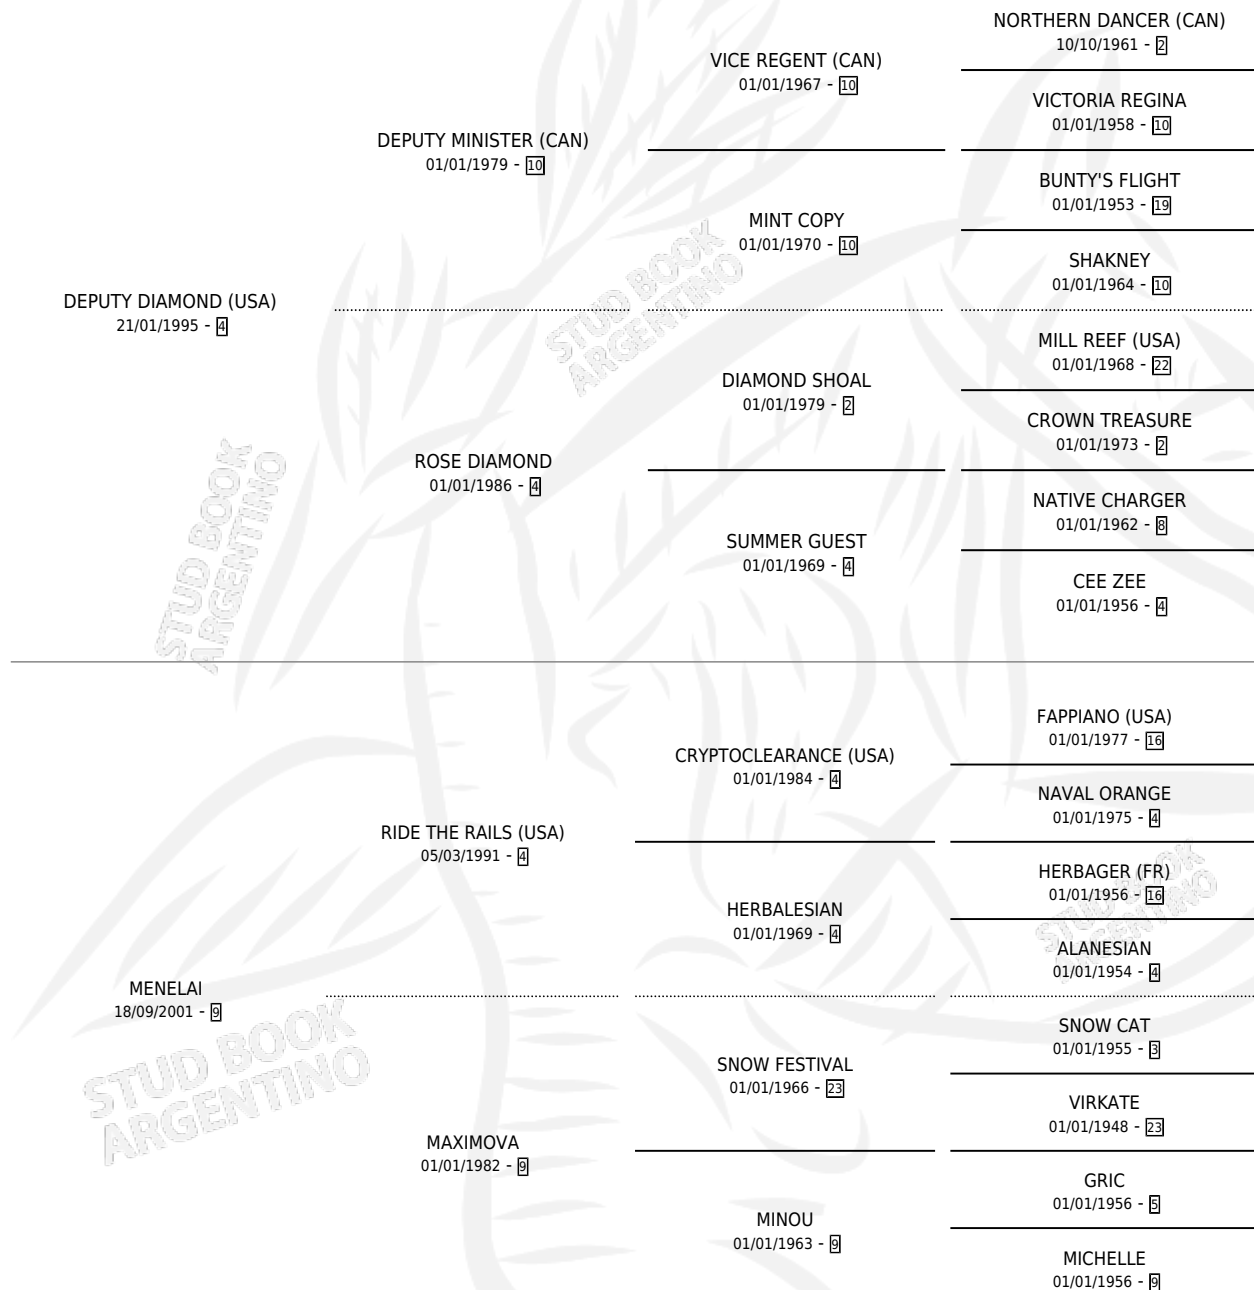 NORTHERN DANCER (CAN)
10/10/1961 - 2
VICE REGENT (CAN)
01/01/1967 - 10
VICTORIA REGINA
01/01/1958 - 10
DEPUTY MINISTER (CAN)
01/01/1979 - 10
BUNTY'S FLIGHT
01/01/1953 - 19
MINT COPY
01/01/1970 - 10
SHAKNEY
01/01/1964 - 10
DEPUTY DIAMOND (USA)
21/01/1995 - 4
MILL REEF (USA)
01/01/1968 - 22
DIAMOND SHOAL
01/01/1979 - 2
CROWN TREASURE
01/01/1973 - 2
ROSE DIAMOND
01/01/1986 - 4
NATIVE CHARGER
01/01/1962 - 8
SUMMER GUEST
01/01/1969 - 4
CEE ZEE
01/01/1956 - 4
FAPPIANO (USA)
01/01/1977 - 16
CRYPTOCLEARANCE (USA)
01/01/1984 - 4
NAVAL ORANGE
01/01/1975 - 4
RIDE THE RAILS (USA)
05/03/1991 - 4
HERBAGER (FR)
01/01/1956 - 16
HERBALESIAN
01/01/1969 - 4
ALANESIAN
01/01/1954 - 4
MENELAI
18/09/2001 - 9
SNOW CAT
01/01/1955 - 3
SNOW FESTIVAL
01/01/1966 - 23
VIRKATE
01/01/1948 - 23
MAXIMOVA
01/01/1982 - 9
GRIC
01/01/1956 - 5
MINOU
01/01/1963 - 9
MICHELLE
01/01/1956 - 9
STUD BOOK
ARGENTINO
STUD BOOK
ARGENTINO
STUD BOOK
ARGENTINO
STUD BOOK
ARGENTINO